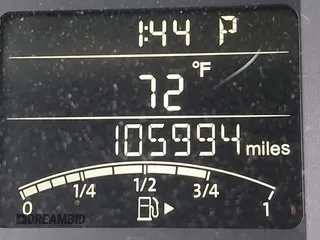 1:44 P
72 °F
105994 miles
0 1/4 1/2 3/4 1
DREAMBID